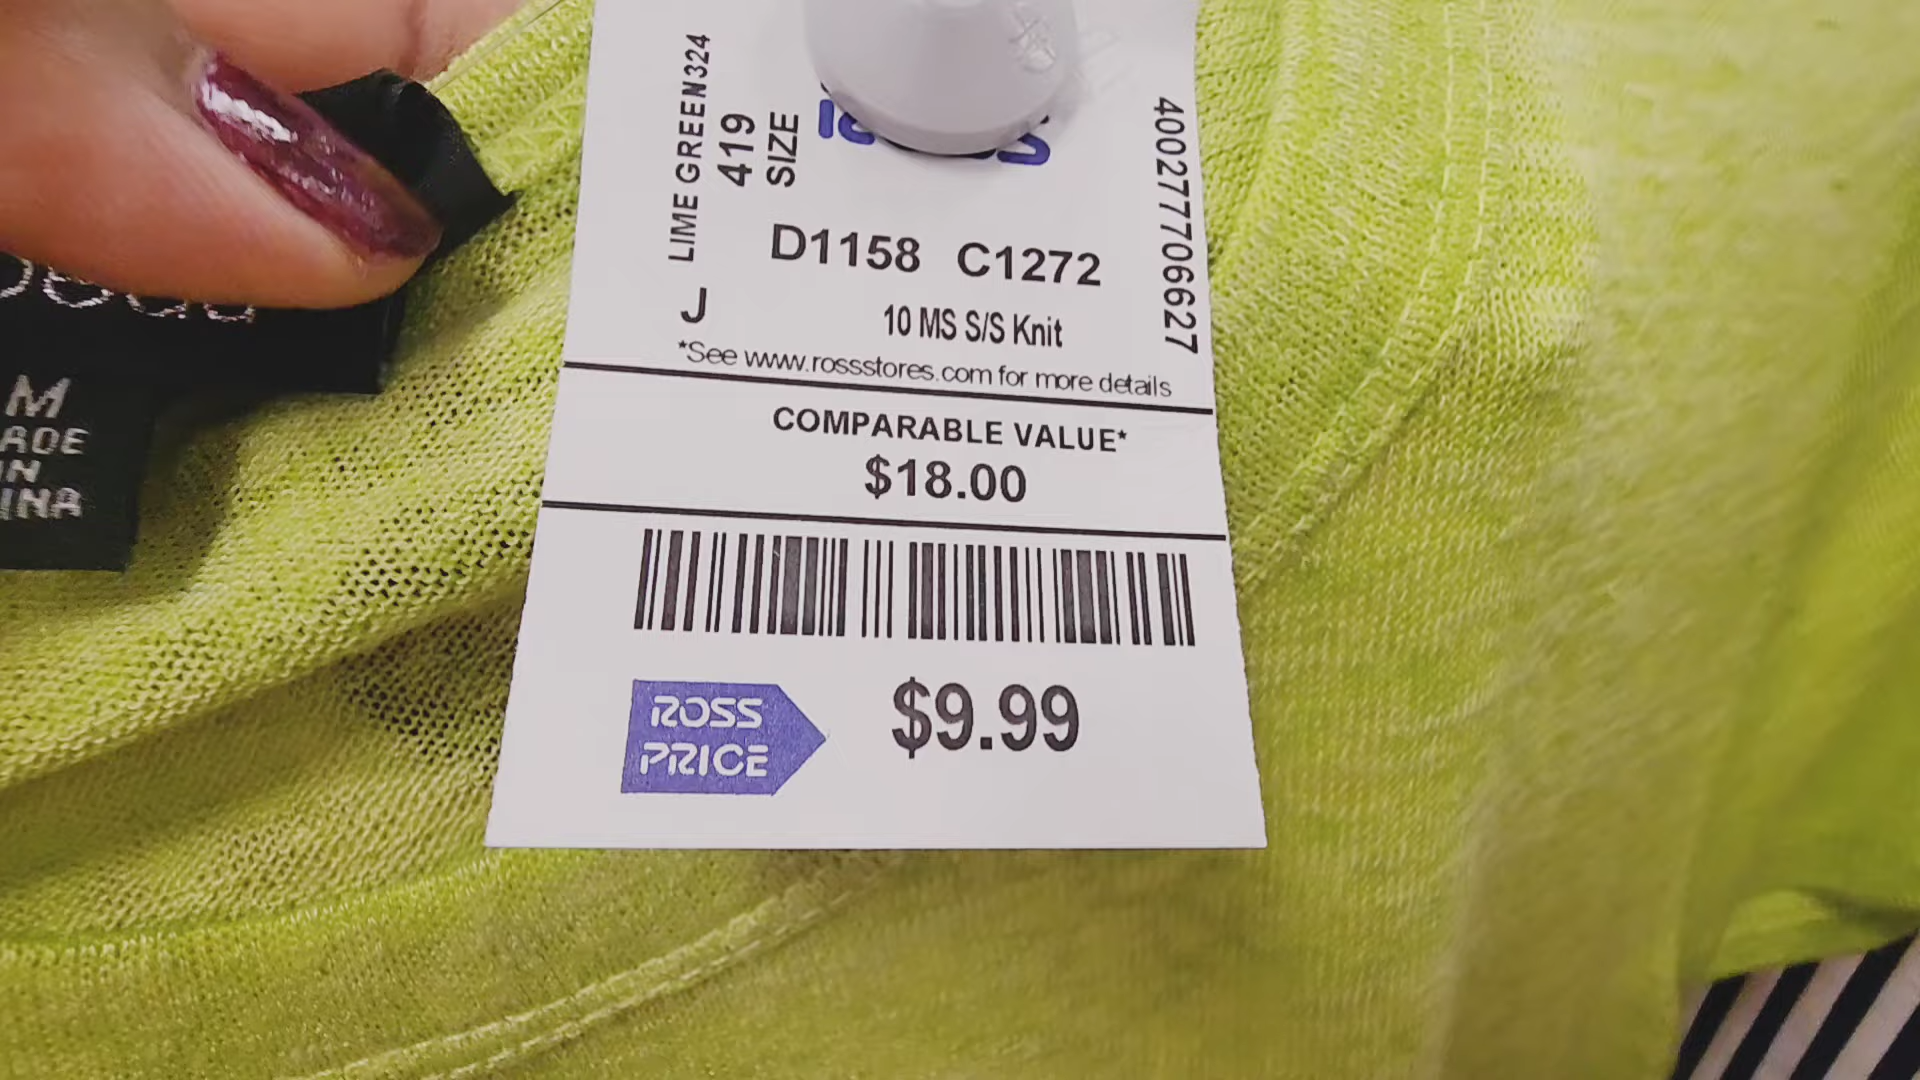 LIME GREEN324
419
SIZE
400277706627
D1158 C1272
J
10 MS S/S Knit
*See www.rossstores.com for more details
COMPARABLE VALUE*
$18.00
ROSS
PRICE
$9.99
M
ADE
IN
INA